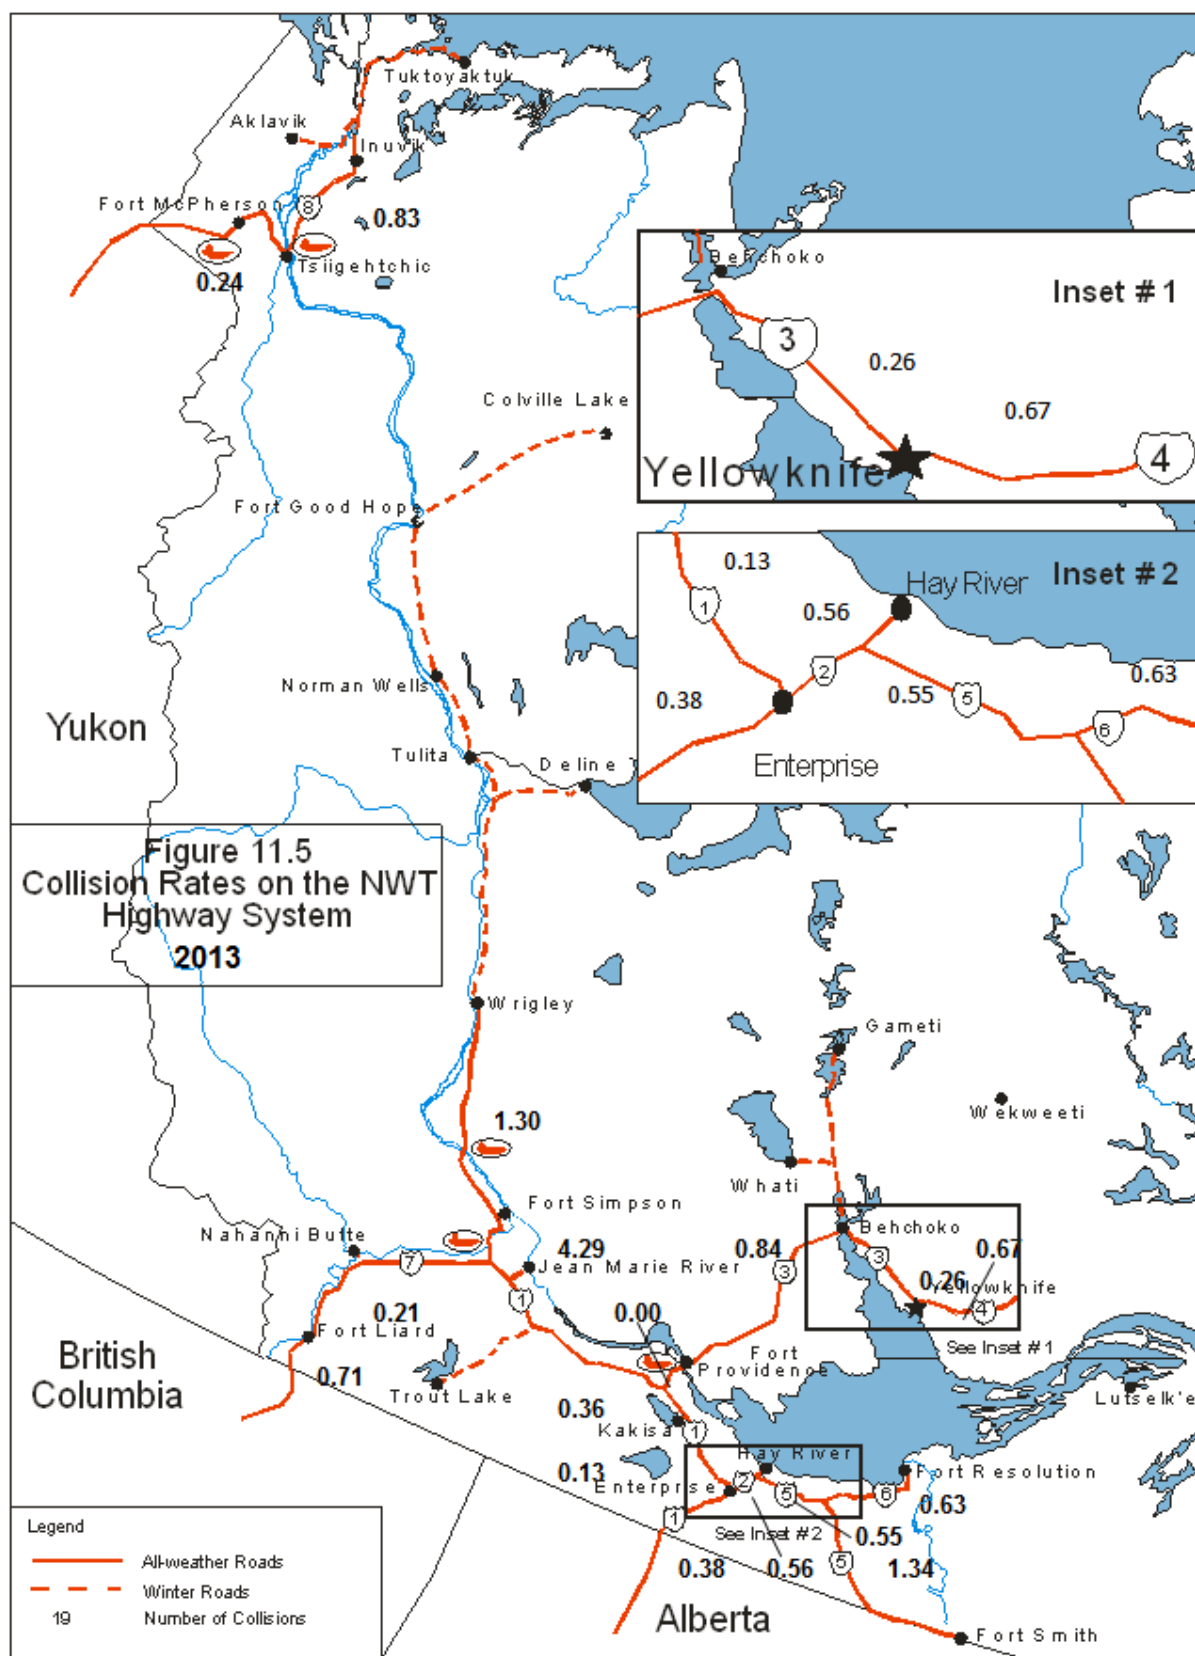 Tuktoyaktuk
Aklavik
Inuvik
Fort McPherson
8
0.83
Tsiigehtchic
0.24
Behchoko
Inset #1
3
0.26
0.67
Yellowknife
4
Colville Lake
Fort Good Hope
0.13
Hay River
Inset #2
1
0.56
2
0.63
0.55
5
0.38
6
Enterprise
Norman Wells
Yukon
Tulita
Deline
Figure 11.5
Collision Rates on the NWT
Highway System
2013
Wrigley
Gameti
Wekweeti
1.30
Whati
Fort Simpson
Behchoko
Nahanni Butte
4.29
0.84
3
0.67
7
Jean Marie River
3
0.26
Yellowknife
1
4
0.21
0.00
Fort Liard
See Inset #1
British
Columbia
0.71
Fort
Providence
Trout Lake
Lutselk'e
0.36
Kakisa
1
Hay River
0.13
Fort Resolution
Enterprise
2
5
6
0.63
1
See Inset #2
0.55
0.38
0.56
5
1.34
Alberta
Fort Smith
Legend
All-weather Roads
Winter Roads
19 Number of Collisions